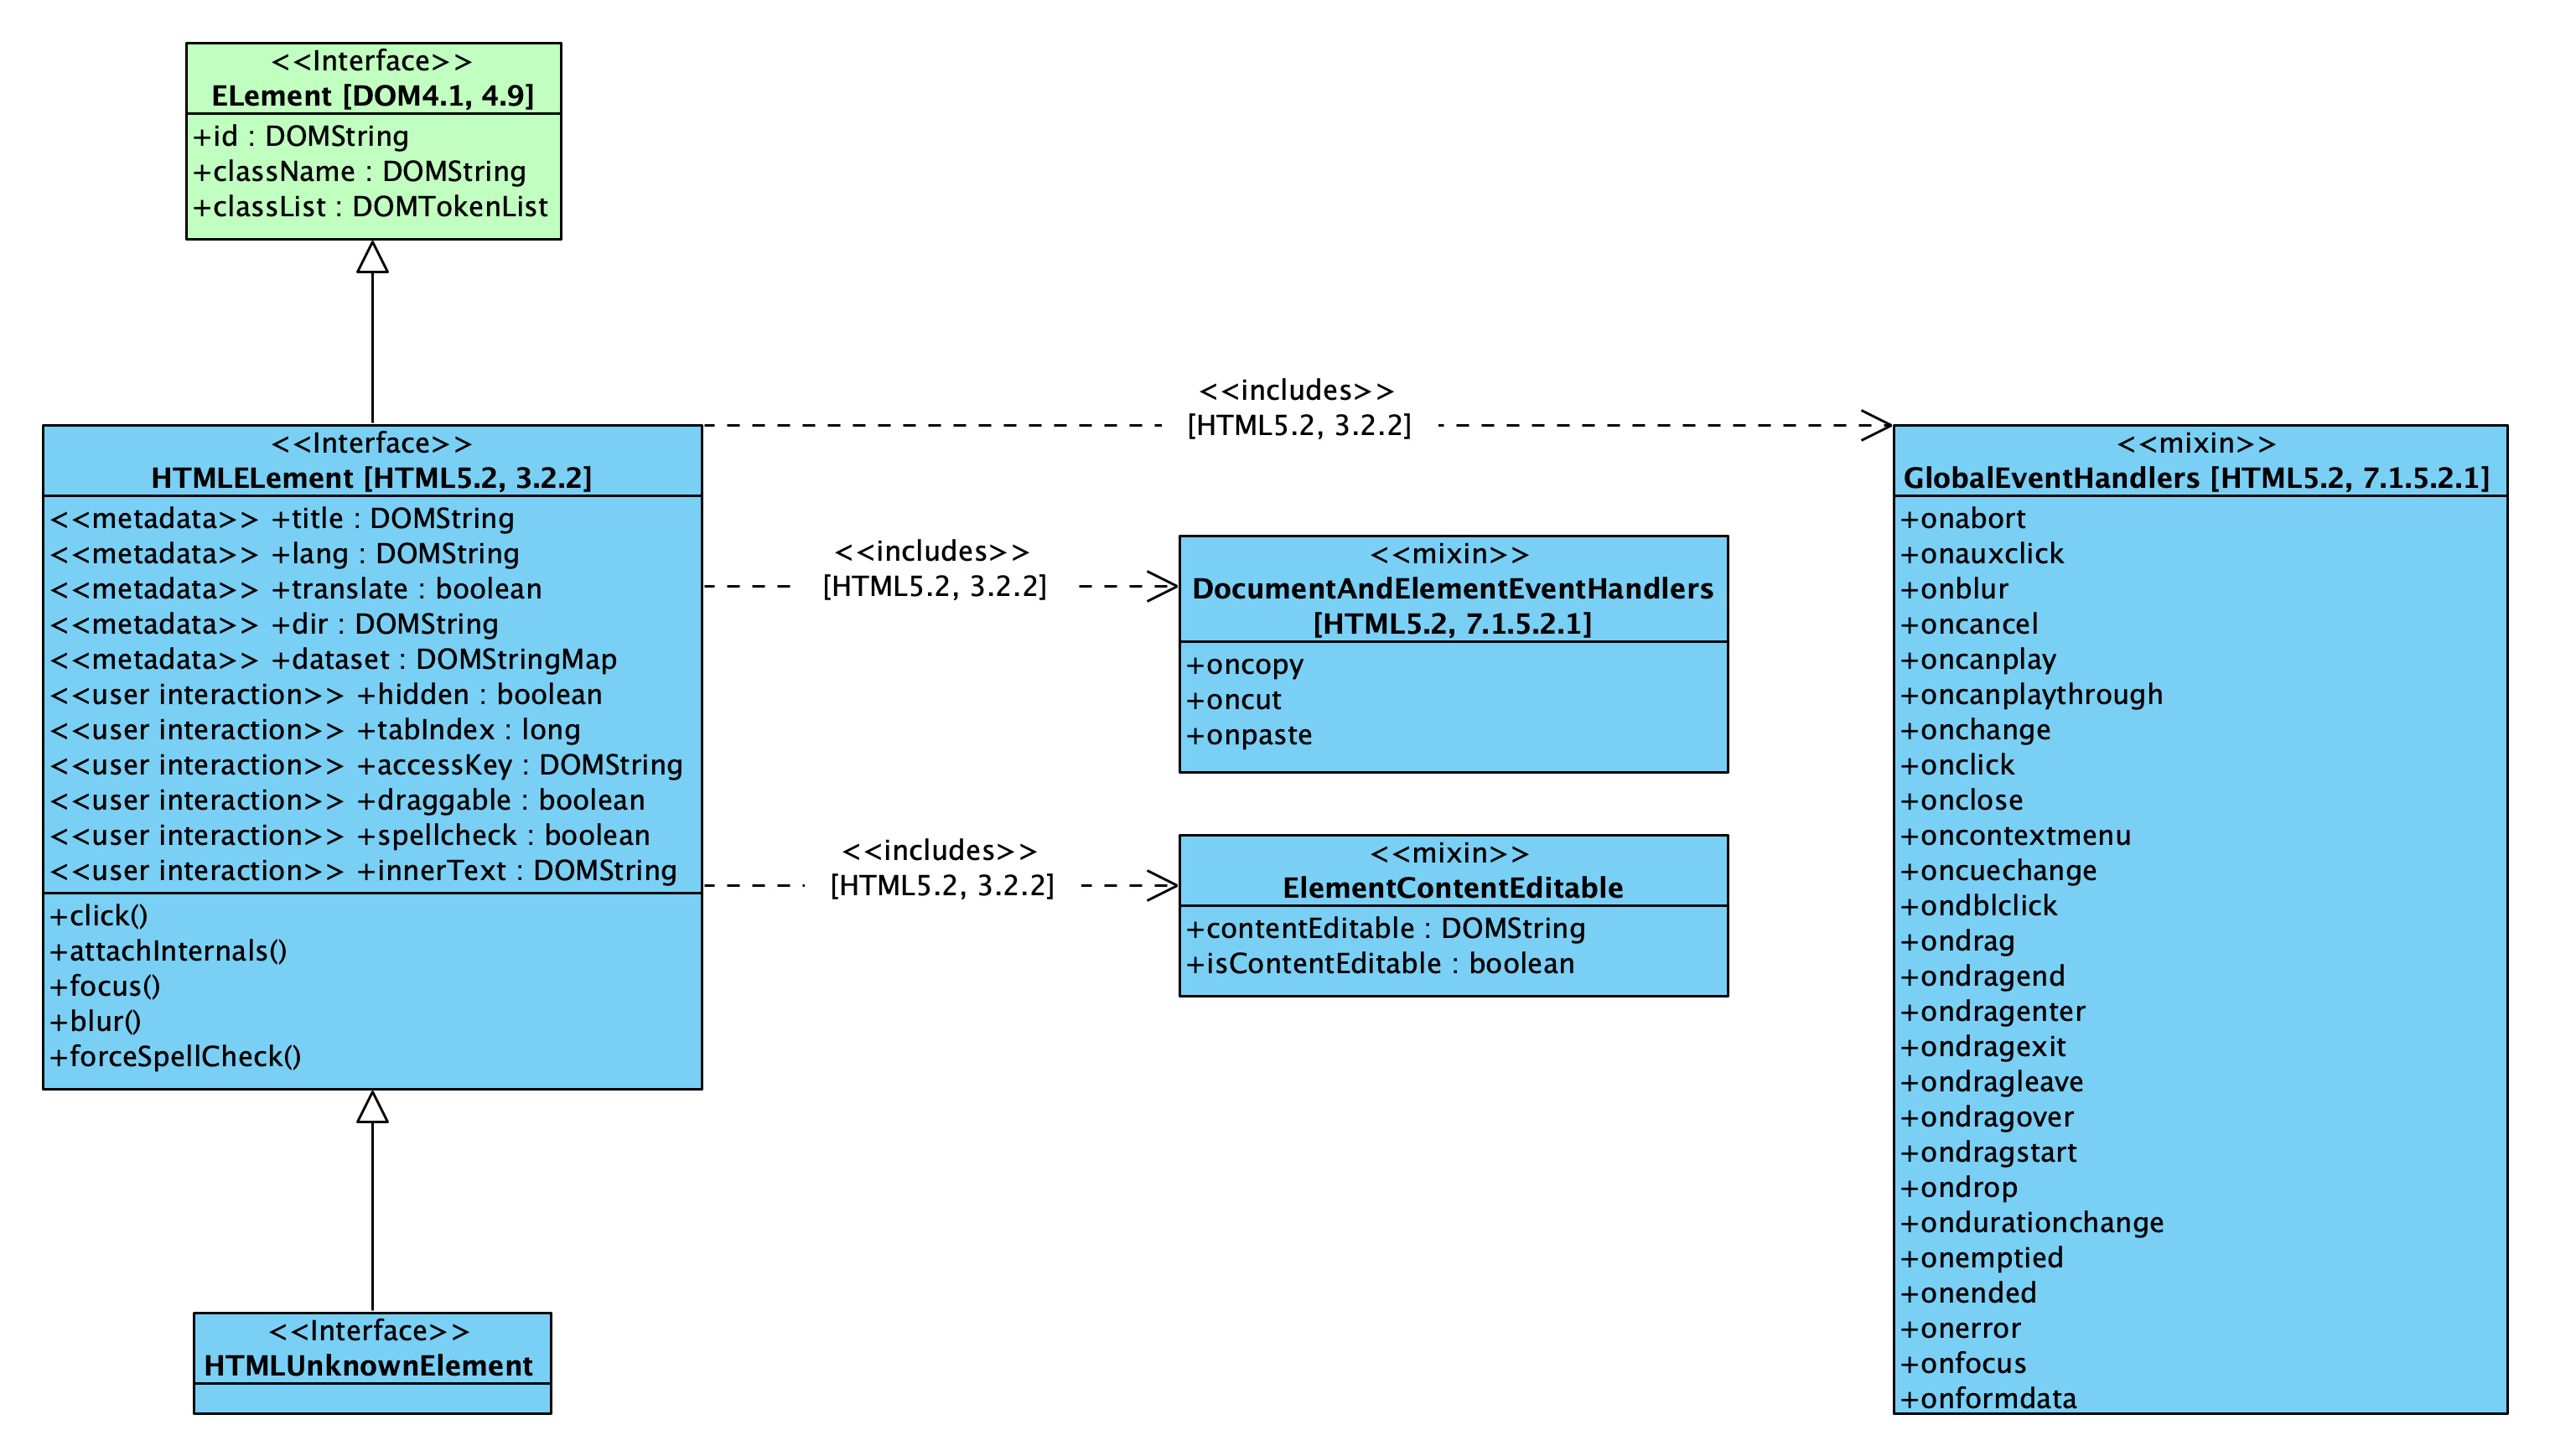 <<Interface>>
ELement [DOM4.1, 4.9]
+id : DOMString
+className : DOMString
+classList : DOMTokenList
<<Interface>>
HTMLELement [HTML5.2, 3.2.2]
<<metadata>> +title : DOMString
<<metadata>> +lang : DOMString
<<metadata>> +translate : boolean
<<metadata>> +dir : DOMString
<<metadata>> +dataset : DOMStringMap
<<user interaction>> +hidden : boolean
<<user interaction>> +tabIndex : long
<<user interaction>> +accessKey : DOMString
<<user interaction>> +draggable : boolean
<<user interaction>> +spellcheck : boolean
<<user interaction>> +innerText : DOMString
+click()
+attachInternals()
+focus()
+blur()
+forceSpellCheck()
<<Interface>>
HTMLUnknownElement
<<includes>>
[HTML5.2, 3.2.2]
<<includes>>
[HTML5.2, 3.2.2]
<<includes>>
[HTML5.2, 3.2.2]
<<mixin>>
DocumentAndElementEventHandlers
[HTML5.2, 7.1.5.2.1]
+oncopy
+oncut
+onpaste
<<mixin>>
ElementContentEditable
+contentEditable : DOMString
+isContentEditable : boolean
<<mixin>>
GlobalEventHandlers [HTML5.2, 7.1.5.2.1]
+onabort
+onauxclick
+onblur
+oncancel
+oncanplay
+oncanplaythrough
+onchange
+onclick
+onclose
+oncontextmenu
+oncuechange
+ondblclick
+ondrag
+ondragend
+ondragenter
+ondragexit
+ondragleave
+ondragover
+ondragstart
+ondrop
+ondurationchange
+onemptied
+onended
+onerror
+onfocus
+onformdata